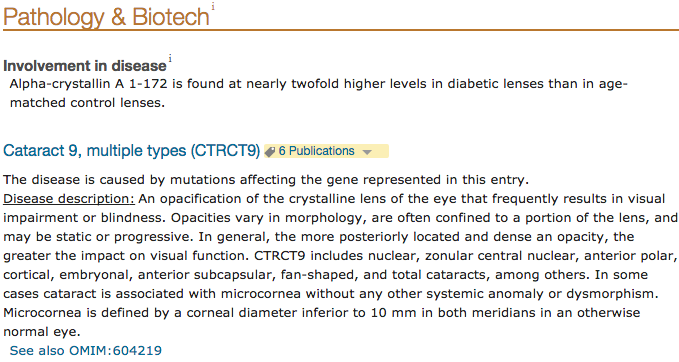 Pathology & Biotech i
Involvement in disease i
Alpha-crystallin A 1-172 is found at nearly twofold higher levels in diabetic lenses than in age-
matched control lenses.
Cataract 9, multiple types (CTRCT9) 6 Publications
The disease is caused by mutations affecting the gene represented in this entry.
Disease description: An opacification of the crystalline lens of the eye that frequently results in visual
impairment or blindness. Opacities vary in morphology, are often confined to a portion of the lens, and
may be static or progressive. In general, the more posteriorly located and dense an opacity, the
greater the impact on visual function. CTRCT9 includes nuclear, zonular central nuclear, anterior polar,
cortical, embryonal, anterior subcapsular, fan-shaped, and total cataracts, among others. In some
cases cataract is associated with microcornea without any other systemic anomaly or dysmorphism.
Microcornea is defined by a corneal diameter inferior to 10 mm in both meridians in an otherwise
normal eye.
See also OMIM:604219